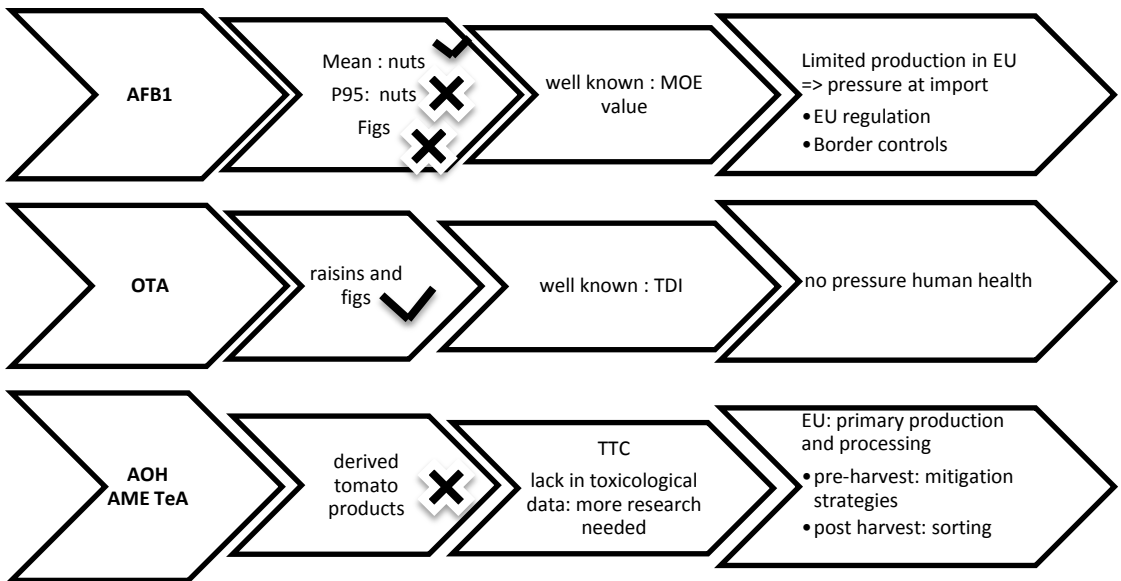 AFB1
Mean : nuts
P95: nuts
Figs
well known : MOE
value
Limited production in EU
=> pressure at import
•EU regulation
•Border controls
OTA
raisins and
figs
well known : TDI
no pressure human health
AOH
AME TeA
derived
tomato
products
TTC
lack in toxicological
data: more research
needed
EU: primary production
and processing
•pre-harvest: mitigation
strategies
•post harvest: sorting